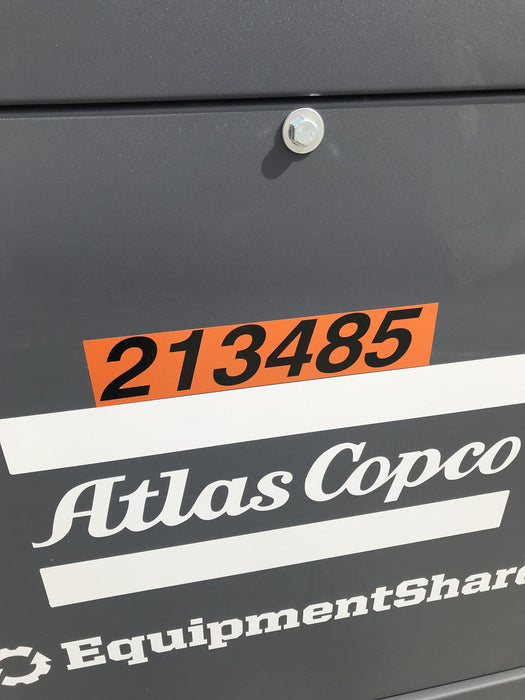 213485
Atlas Copco
EquipmentShare